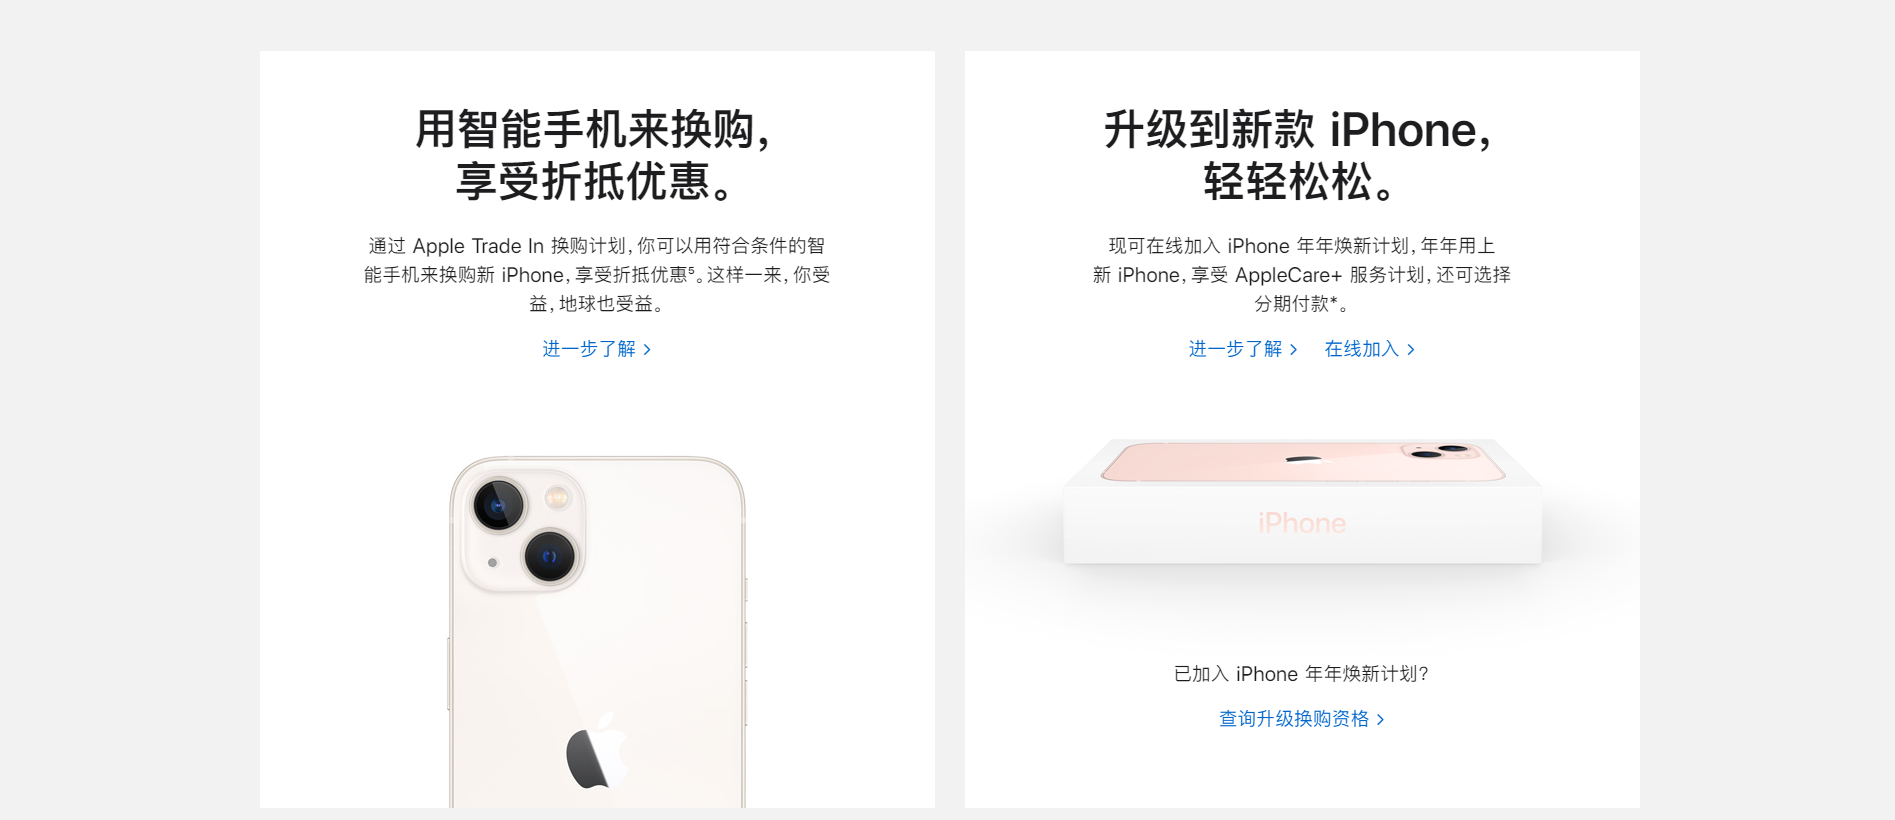 用智能手机来换购，
享受折抵优惠。
通过 Apple Trade In 换购计划，你可以用符合条件的智
能手机来换购新 iPhone，享受折抵优惠⁵。这样一来，你受
益，地球也受益。
进一步了解 >
升级到新款 iPhone，
轻轻松松。
现可在线加入 iPhone 年年焕新计划，年年用上
新 iPhone，享受 AppleCare+ 服务计划，还可选择
分期付款*。
进一步了解 > 在线加入 >
iPhone
已加入 iPhone 年年焕新计划？
查询升级换购资格 >